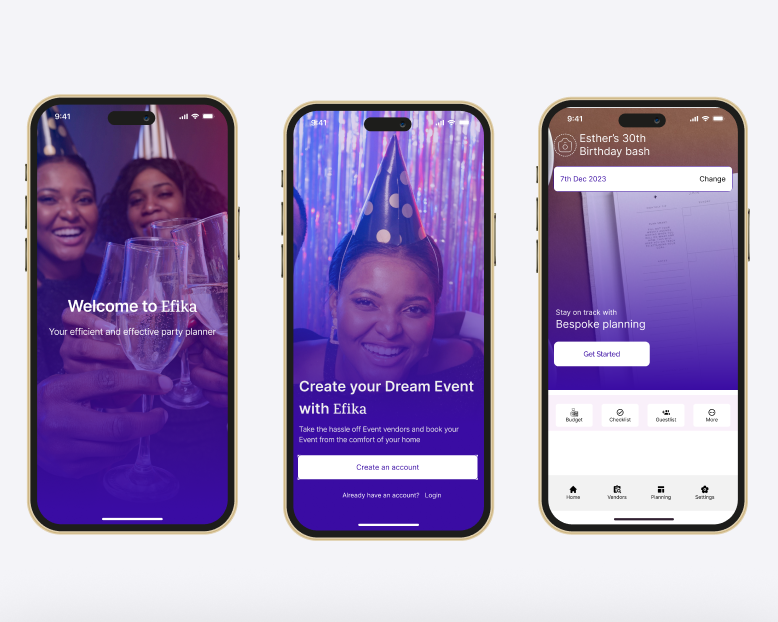 9:41
Welcome to Efika
Your efficient and effective party planner
9:41
Create your Dream Event
with Efika
Take the hassle off Event vendors and book your
Event from the comfort of your home
Create an account
Already have an account? Login
9:41
Esther's 30th
Birthday bash
7th Dec 2023 Change
Stay on track with
Bespoke planning
Get Started
Budget Checklist Guestlist More
Home Vendors Planning Settings